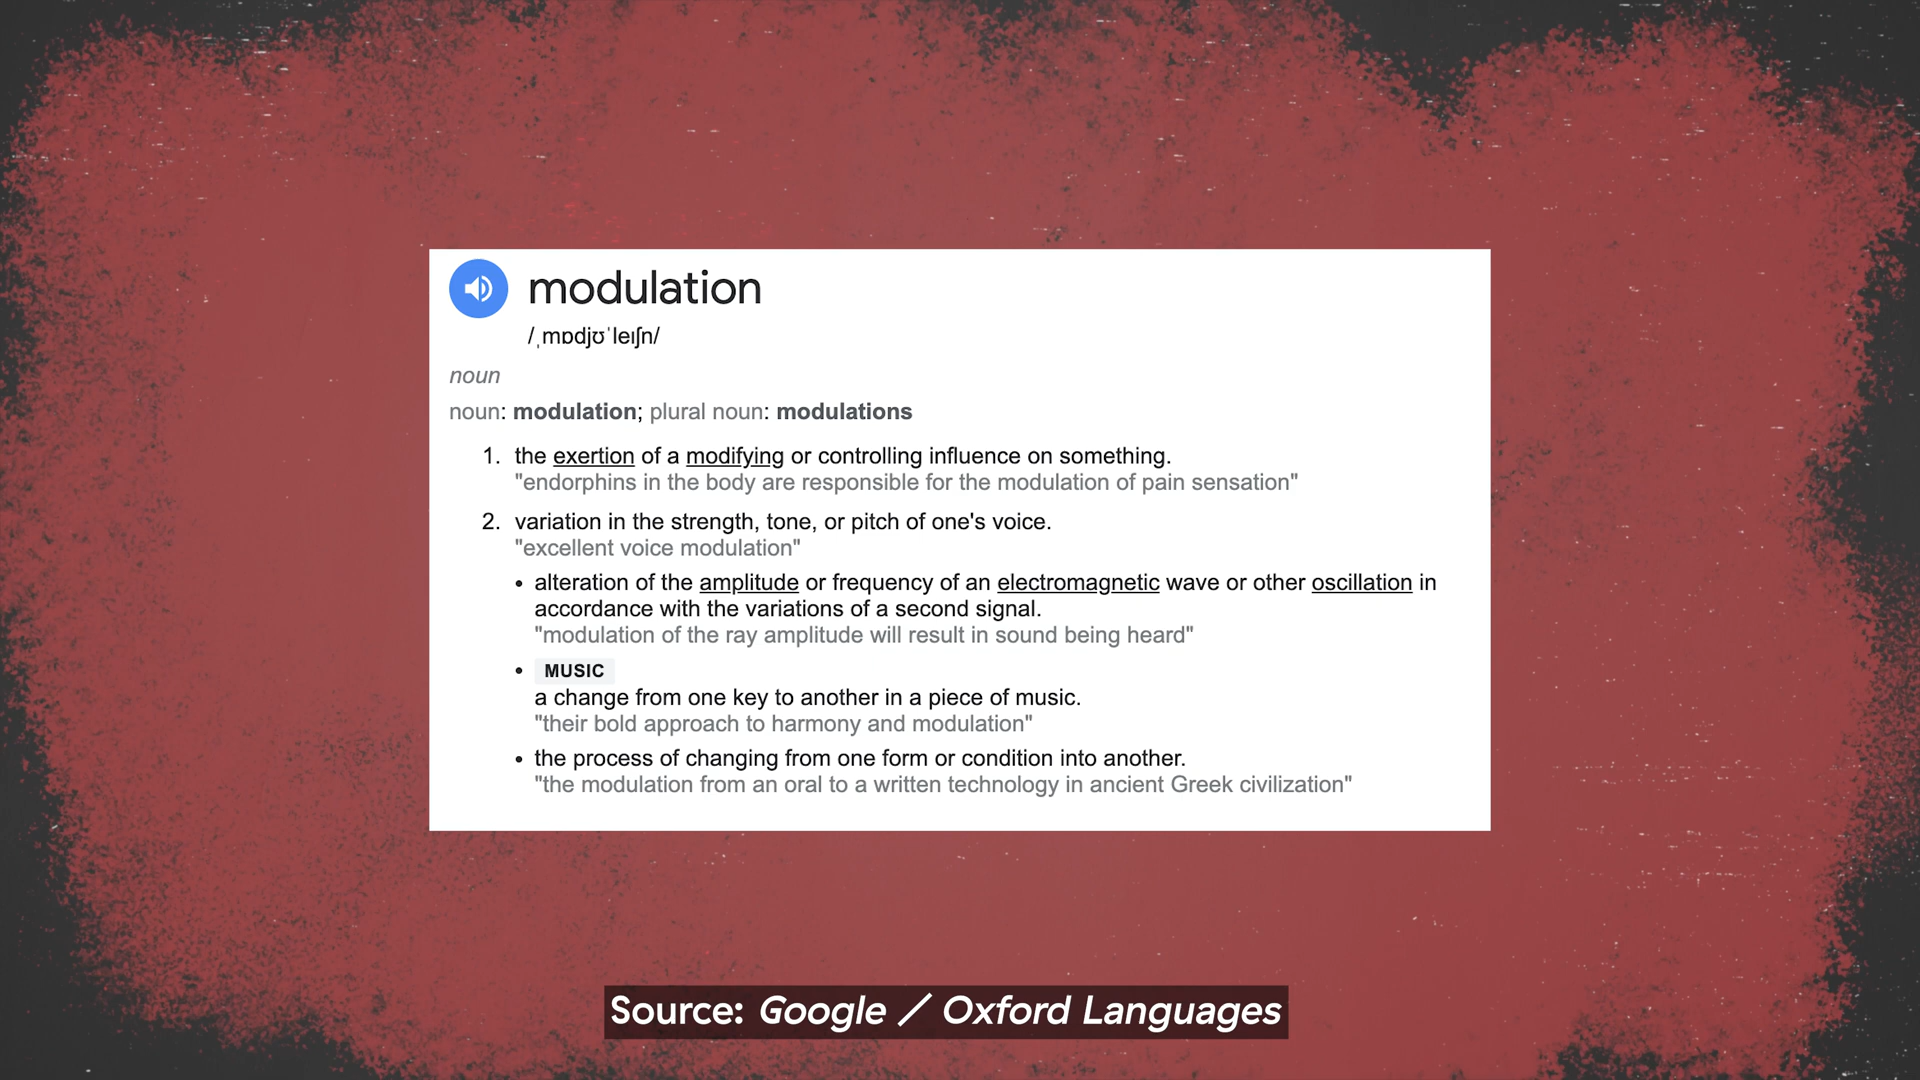 modulation
/ˌmɒdjʊˈleɪʃn/
noun
noun: modulation; plural noun: modulations
1. the exertion of a modifying or controlling influence on something.
"endorphins in the body are responsible for the modulation of pain sensation"
2. variation in the strength, tone, or pitch of one's voice.
"excellent voice modulation"
• alteration of the amplitude or frequency of an electromagnetic wave or other oscillation in
accordance with the variations of a second signal.
"modulation of the ray amplitude will result in sound being heard"
• MUSIC
a change from one key to another in a piece of music.
"their bold approach to harmony and modulation"
• the process of changing from one form or condition into another.
"the modulation from an oral to a written technology in ancient Greek civilization"
Source: Google / Oxford Languages